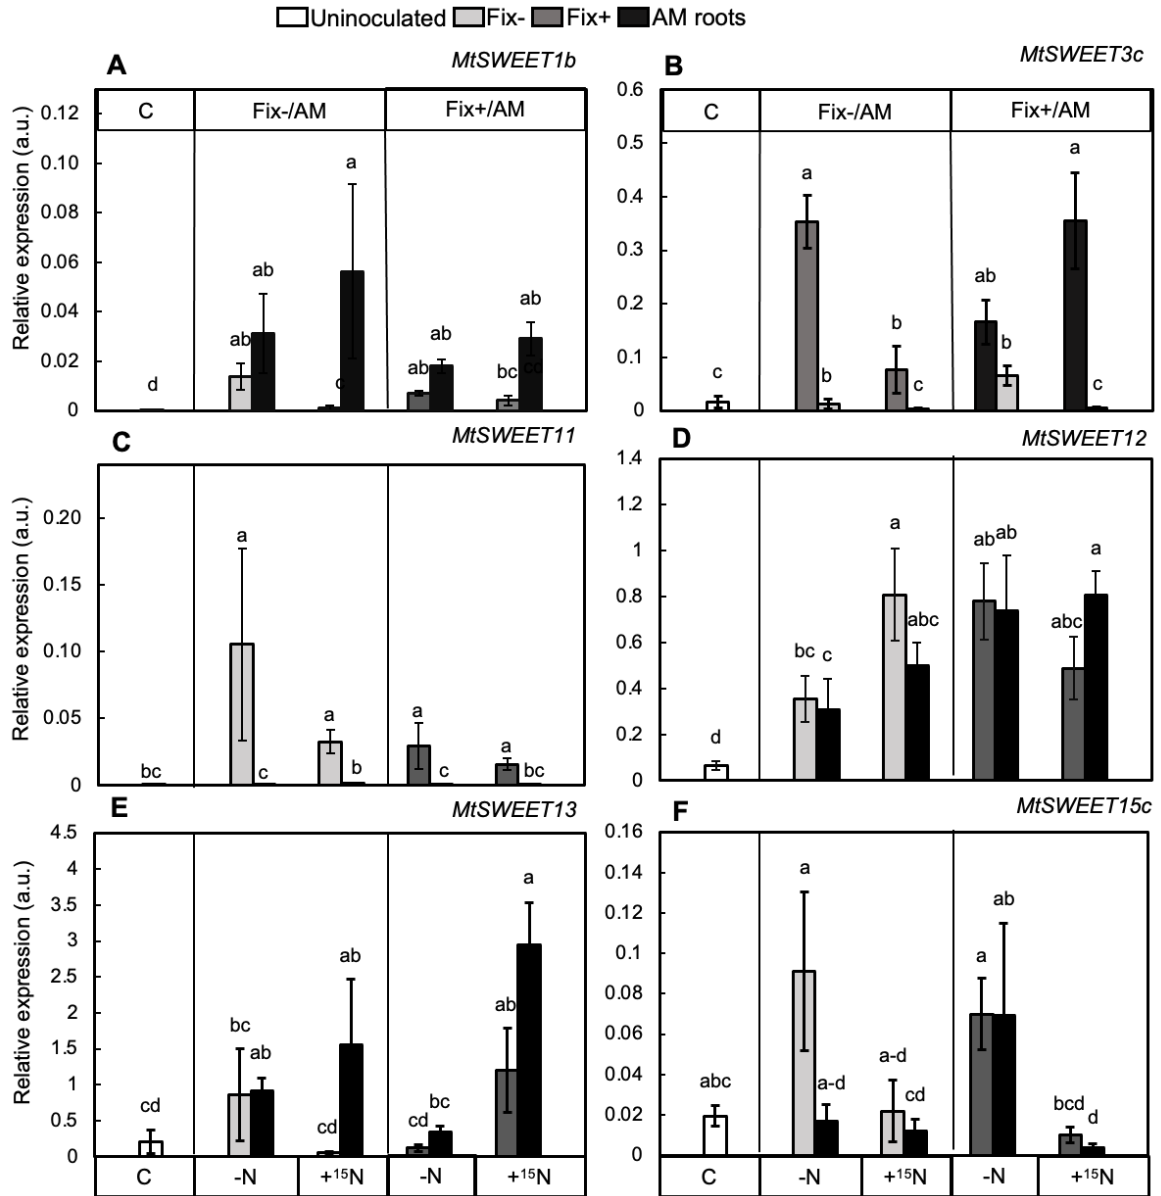 Uninoculated Fix- Fix+ AM roots
A MtSWEET1b
B MtSWEET3c
C Fix-/AM Fix+/AM
C Fix-/AM Fix+/AM
Relative expression (a.u.)
0.12
0.10
0.08
0.06
0.04
0.02
0
d ab ab c a ab ab bc cd ab
0.6
0.5
0.4
0.3
0.2
0.1
0
c a b b c ab b a c
C MtSWEET11
D MtSWEET12
Relative expression (a.u.)
0.20
0.15
0.10
0.05
0
bc a c a b a c a bc
1.4
1.2
1
0.8
0.6
0.4
0.2
0
d bc c a abc ab ab abc a
E MtSWEET13
F MtSWEET15c
Relative expression (a.u.)
4.5
4
3.5
3
2.5
2
1.5
1
0.5
0
cd bc ab cd ab cd bc ab a
0.16
0.14
0.12
0.1
0.08
0.06
0.04
0.02
0
abc a a-d a-d cd a ab bcd d
C -N +¹⁵N -N +¹⁵N
C -N +¹⁵N -N +¹⁵N